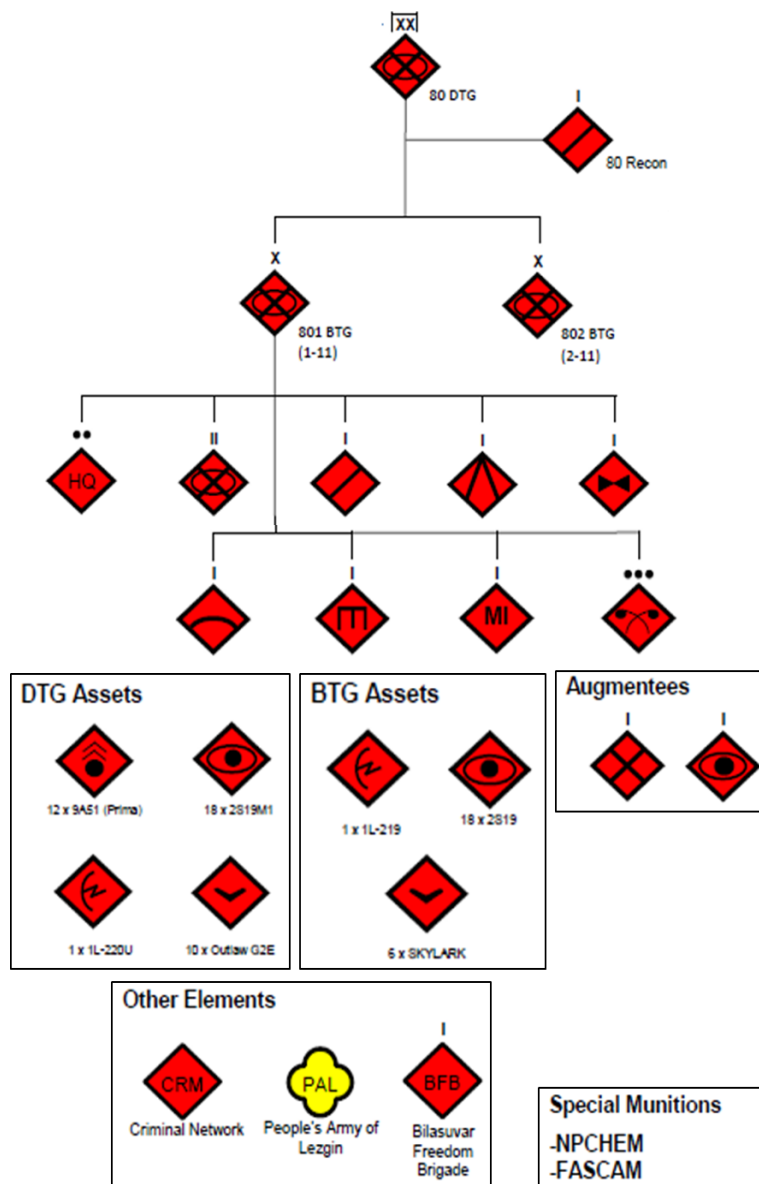 XX
80 DTG
I
80 Recon
X
X
801 BTG
(1-11)
802 BTG
(2-11)
II
I
I
I
HQ
I
I
I
MI
DTG Assets
12 x 9A51 (Prima)
18 x 2S19M1
1 x 1L-220U
10 x Outlaw G2E
BTG Assets
1 x 1L-219
18 x 2S19
6 x SKYLARK
Augmentees
I
I
Other Elements
I
CRM
PAL
BFB
Criminal Network
People's Army of
Lezgin
Bilasuvar
Freedom
Brigade
Special Munitions
-NPCHEM
-FASCAM